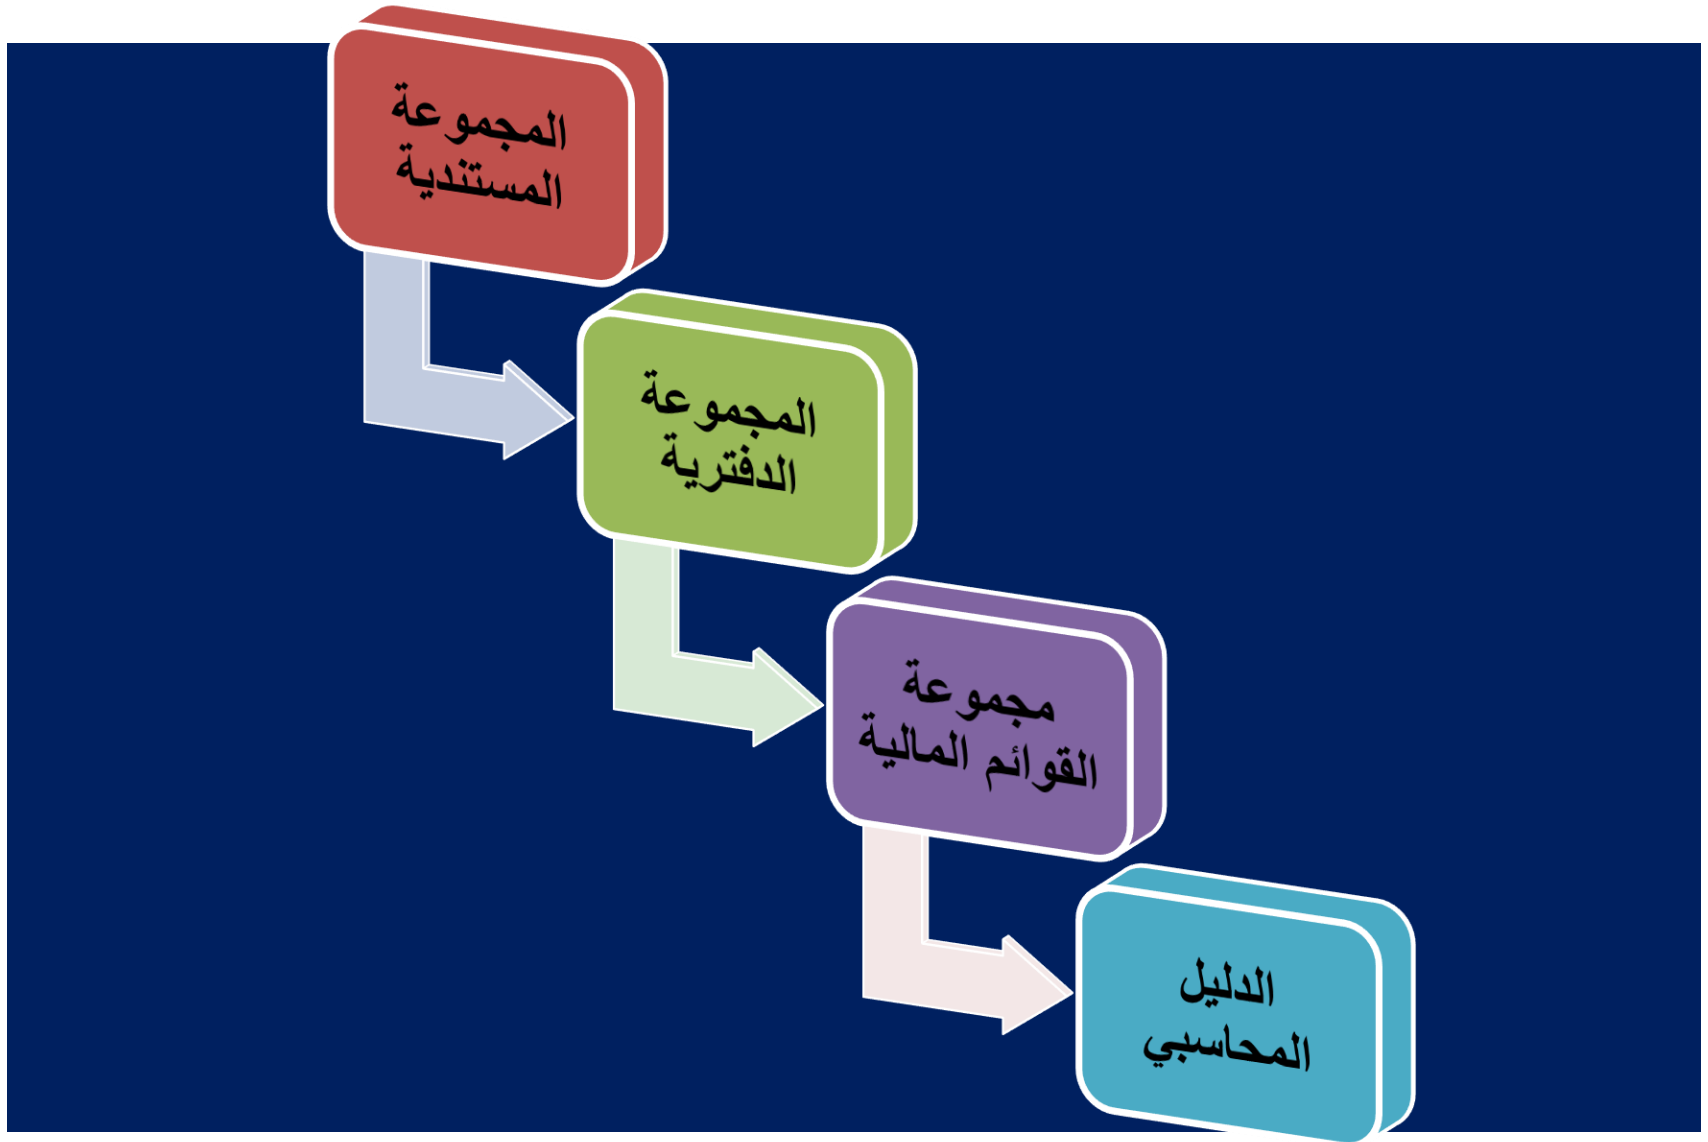 المجموعة
المستندية
المجموعة
الدفترية
مجموعة
القوائم المالية
الدليل
المحاسبي